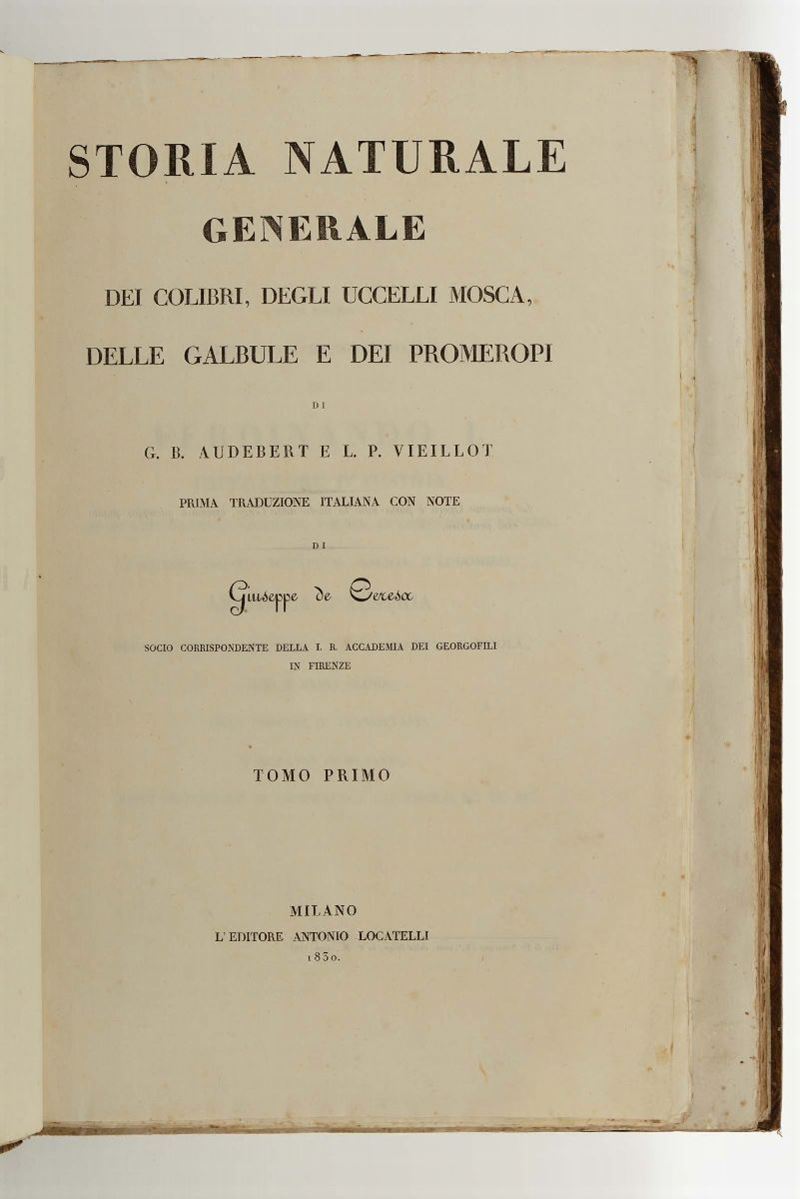 STORIA NATURALE
GENERALE
DEI COLIBRI, DEGLI UCCELLI MOSCA,
DELLE GALBULE E DEI PROMEROPI
DI
G. B. AUDEBERT E L. P. VIEILLOT
PRIMA TRADUZIONE ITALIANA CON NOTE
DI
Giuseppe de Ceresa
SOCIO CORRISPONDENTE DELLA I. R. ACCADEMIA DEI GEORGOFILI
IN FIRENZE
TOMO PRIMO
MILANO
L' EDITORE ANTONIO LOCATELLI
1830.